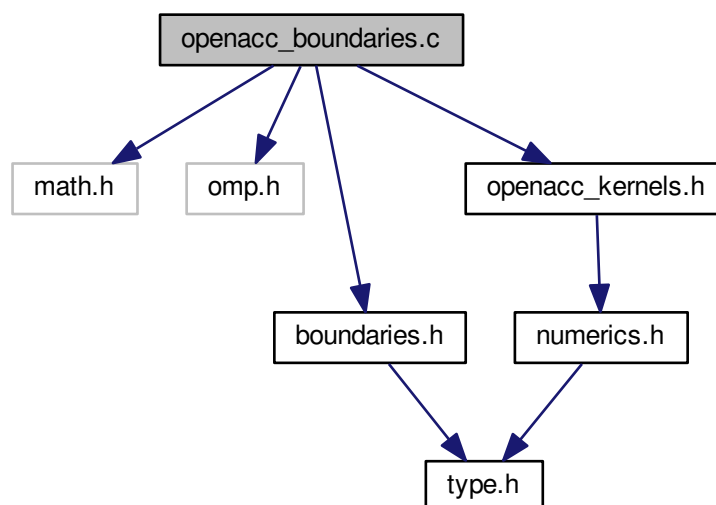 openacc_boundaries.c
math.h
omp.h
openacc_kernels.h
boundaries.h
numerics.h
type.h